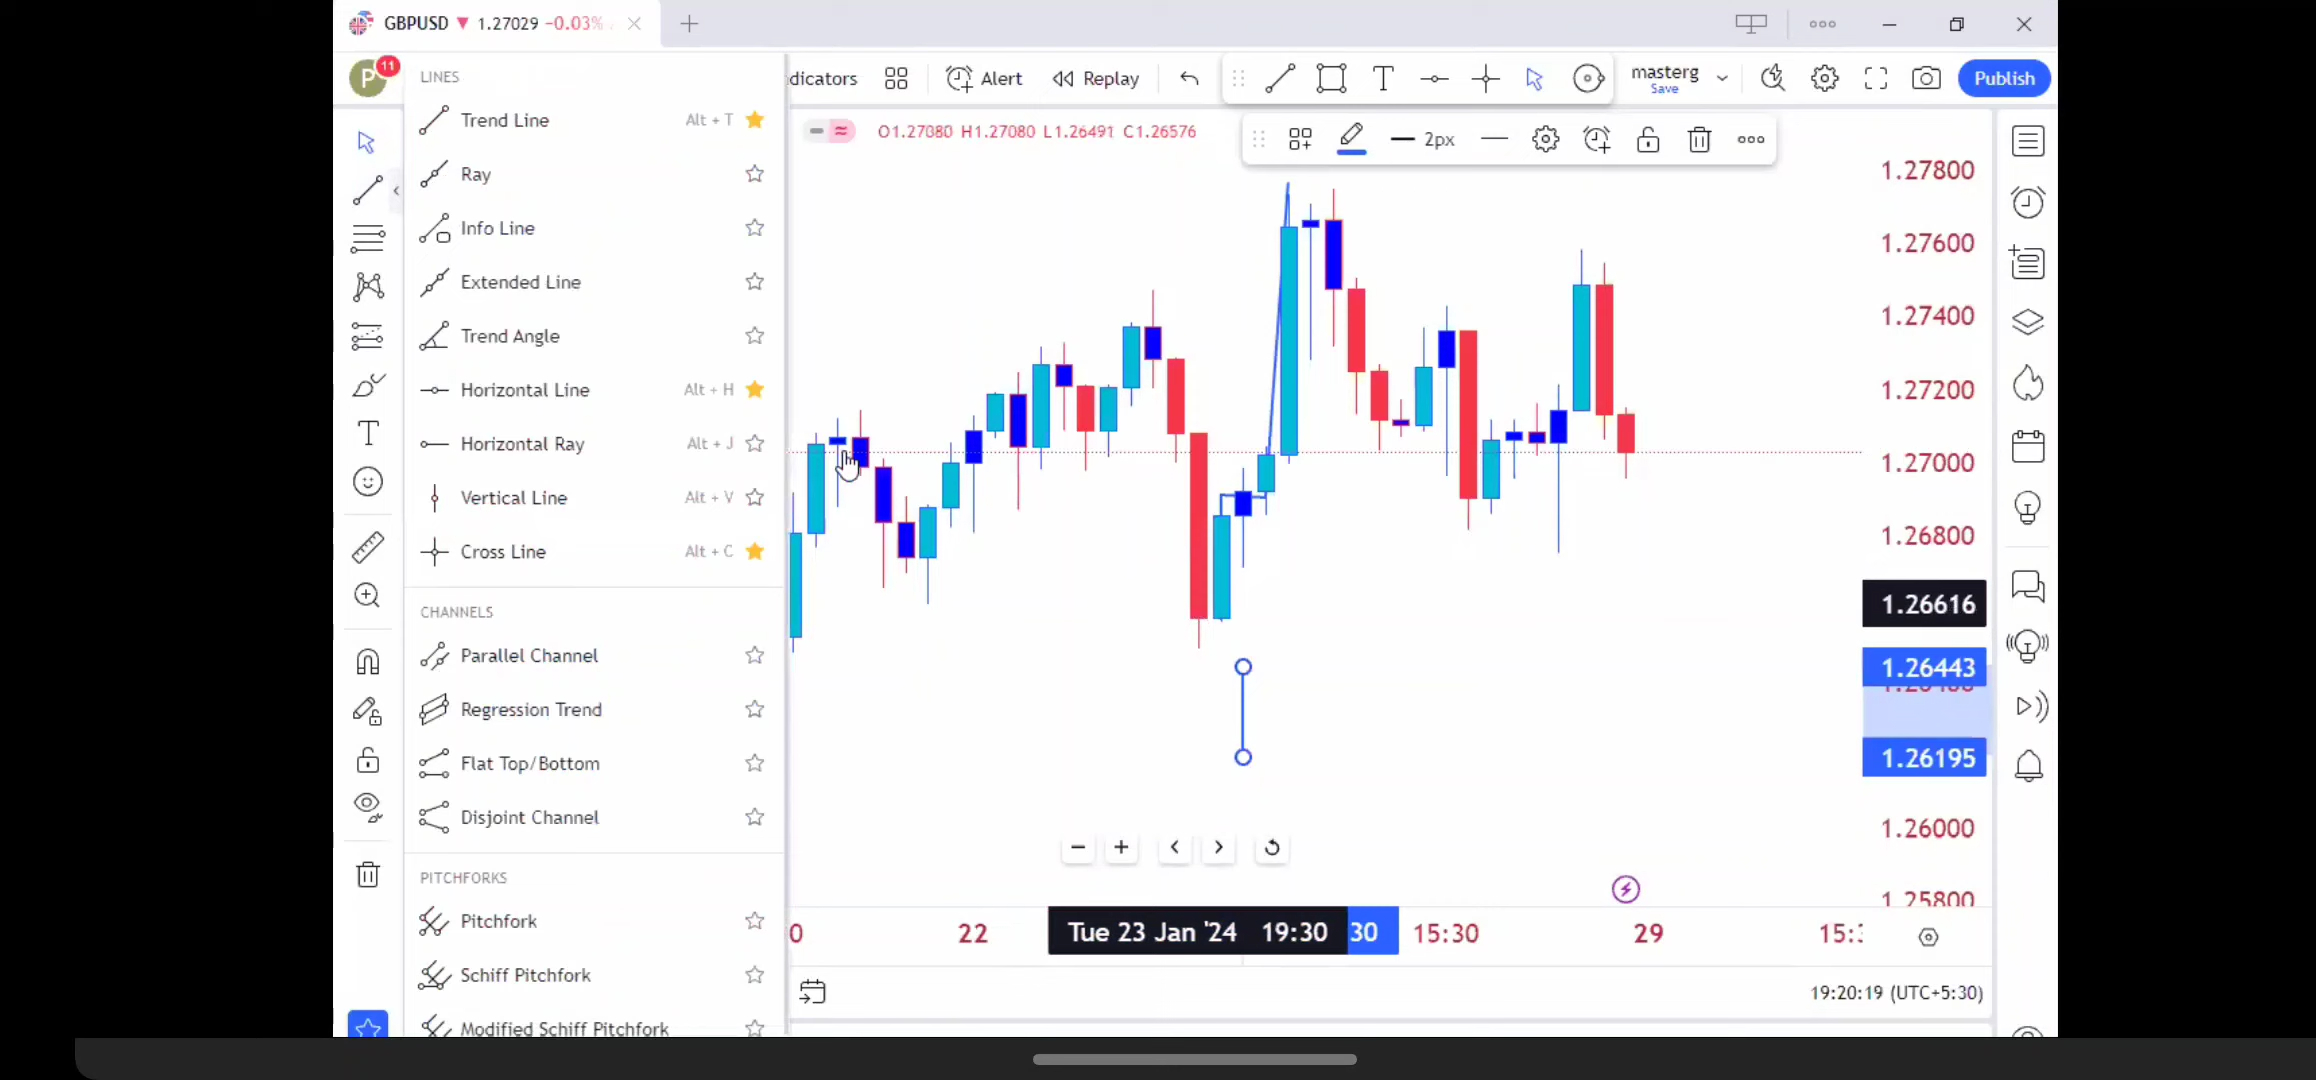 GBPUSD ▼ 1.27029 −0.03%
P 11
LINES
dicators
Alert
Replay
masterg
Save
Publish
O1.27080 H1.27080 L1.26491 C1.26576
2px
Trend Line Alt + T
Ray
Info Line
Extended Line
Trend Angle
Horizontal Line Alt + H
Horizontal Ray Alt + J
Vertical Line Alt + V
Cross Line Alt + C
CHANNELS
Parallel Channel
Regression Trend
Flat Top/Bottom
Disjoint Channel
PITCHFORKS
Pitchfork
Schiff Pitchfork
Modified Schiff Pitchfork
1.27800
1.27600
1.27400
1.27200
1.27000
1.26800
1.26616
1.26443
1.26195
1.26000
1.25800
0 22 Tue 23 Jan '24 19:30 30 15:30 29 15:
19:20:19 (UTC+5:30)